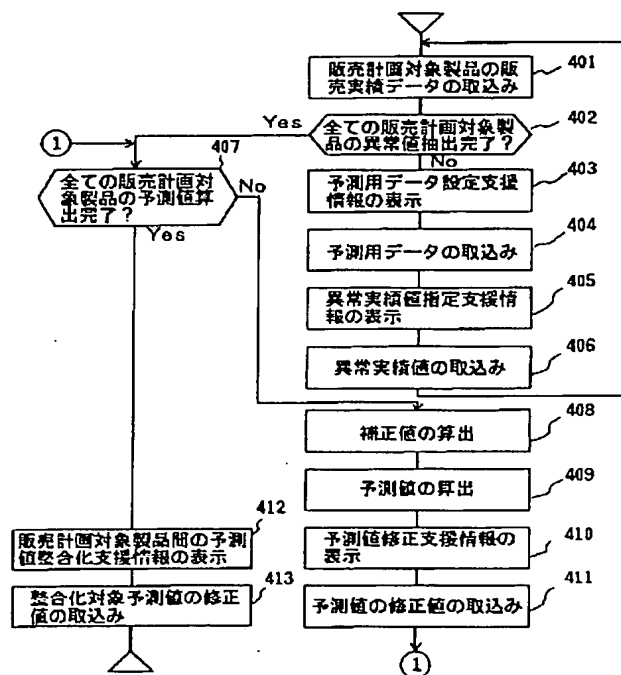 販売計画対象製品の販
売実績データの取込み
401
全ての販売計画対象製
品の異常値抽出完了？
402
Yes
No
予測用データ設定支援
情報の表示
403
予測用データの取込み
404
異常実績値指定支援情
報の表示
405
異常実績値の取込み
406
1
全ての販売計画対
象製品の予測値算
出完了？
407
No
Yes
補正値の算出
408
予測値の算出
409
予測値修正支援情報の
表示
410
予測値の修正値の取込み
411
1
販売計画対象製品間の予測
値整合化支援情報の表示
412
整合化対象予測値の修正
値の取込み
413